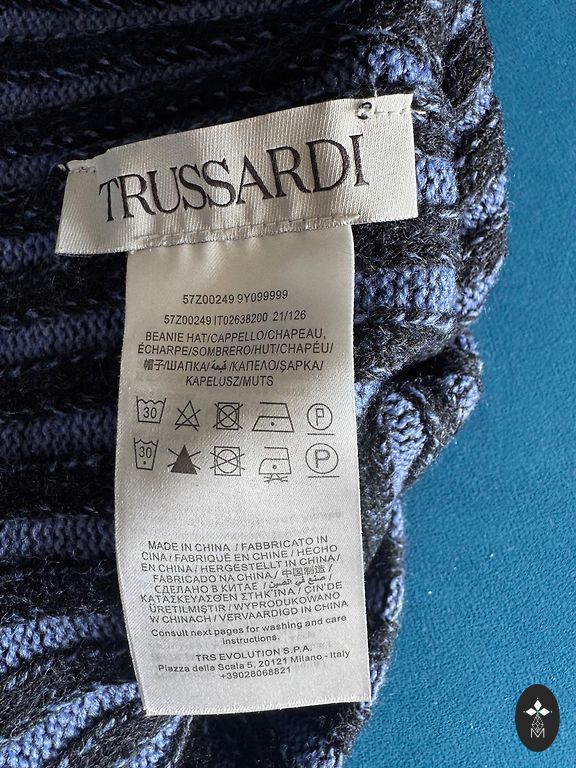 TRUSSARDI
57Z00249 9Y099999
57Z00249 IT02638200 21/126
BEANIE HAT/CAPPELLO/CHAPEAU,
ÉCHARPE/SOMBRERO/HUT/CHAPÉU/
帽子/ШАПКА/قبعة/КАПЕЛО/ŞAPKA/
KAPELUSZ/MUTS
30 P
30 P
MADE IN CHINA / FABBRICATO IN
CINA / FABRIQUÉ EN CHINE / HECHO
EN CHINA / HERGESTELLT IN CHINA/
FABRICADO NA CHINA / 中国制造 /
СДЕЛАНО В КИТАЕ / صنع في الصين /
ΚΑΤΑΣΚΕΥΑΣΘΕΝ ΣΤΗΚΊΝΑ / ÇIN'DE
ÜRETILMIŞTIR / WYPRODUKOWANO
W CHINACH / VERVAARDIGD IN CHINA
Consult next pages for washing and care
instructions.
TRS EVOLUTION S.P.A.
Piazza della Scala 5, 20121 Milano - Italy
+39028068821
M